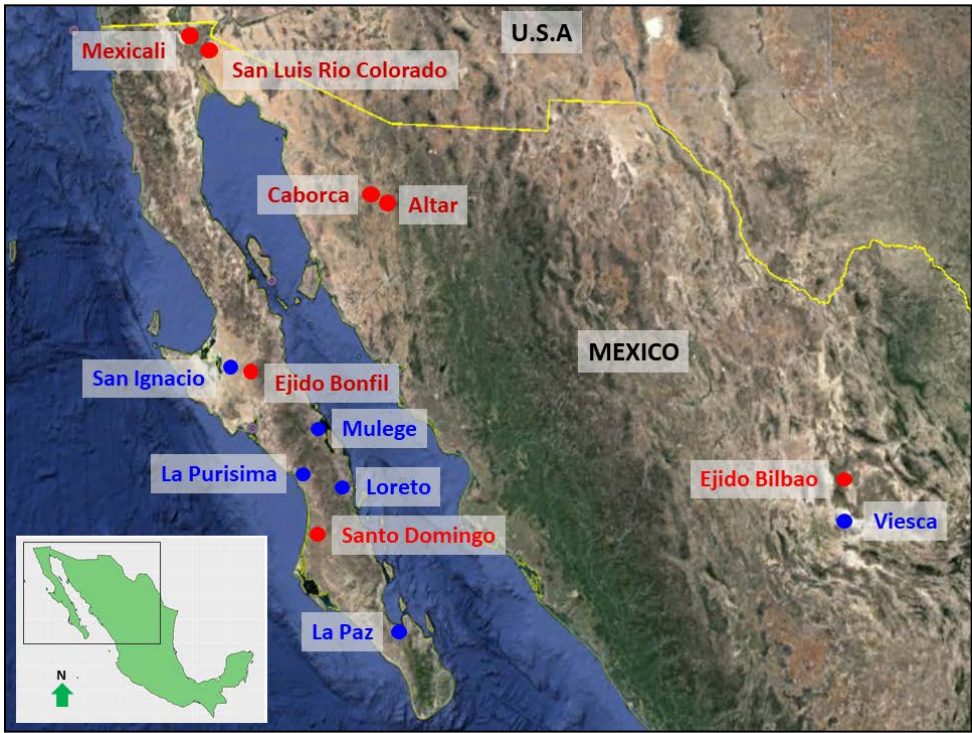 U.S.A
Mexicali
San Luis Rio Colorado
Caborca
Altar
MEXICO
San Ignacio
Ejido Bonfil
Mulege
La Purisima
Loreto
Ejido Bilbao
Viesca
Santo Domingo
La Paz
N